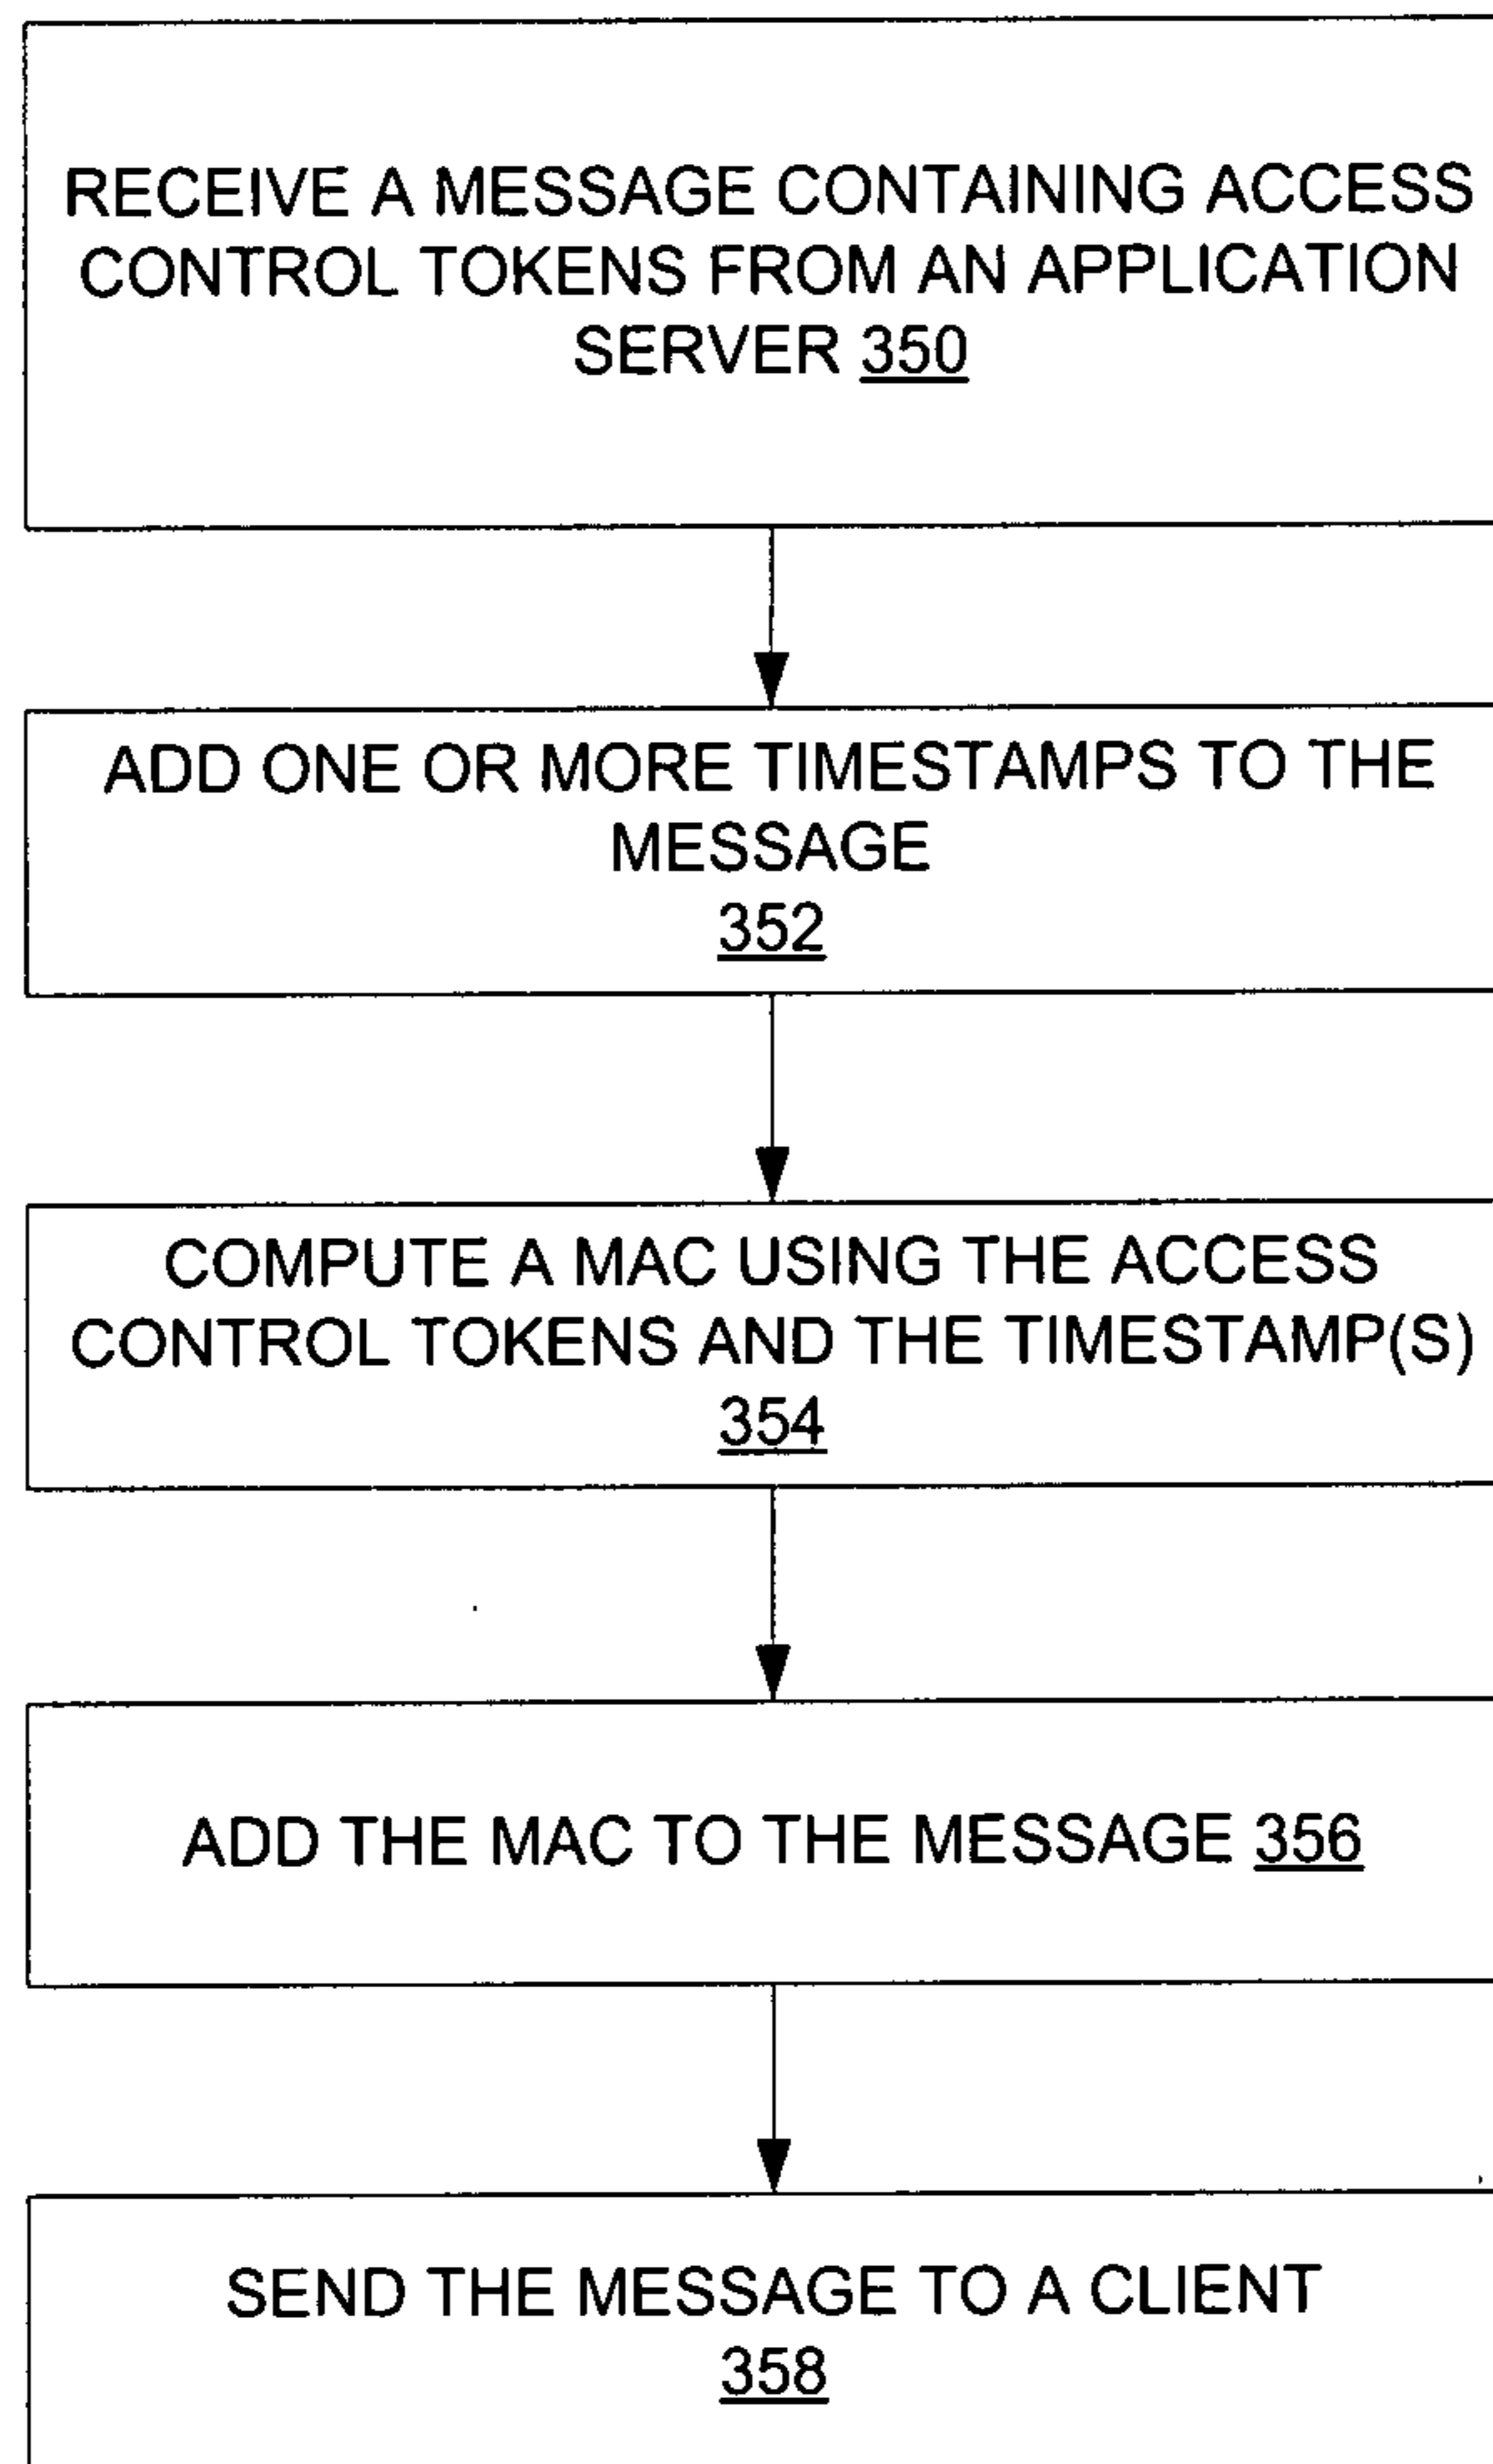 RECEIVE A MESSAGE CONTAINING ACCESS
CONTROL TOKENS FROM AN APPLICATION
SERVER 350
ADD ONE OR MORE TIMESTAMPS TO THE
MESSAGE
352
COMPUTE A MAC USING THE ACCESS
CONTROL TOKENS AND THE TIMESTAMP(S)
354
ADD THE MAC TO THE MESSAGE 356
SEND THE MESSAGE TO A CLIENT
358